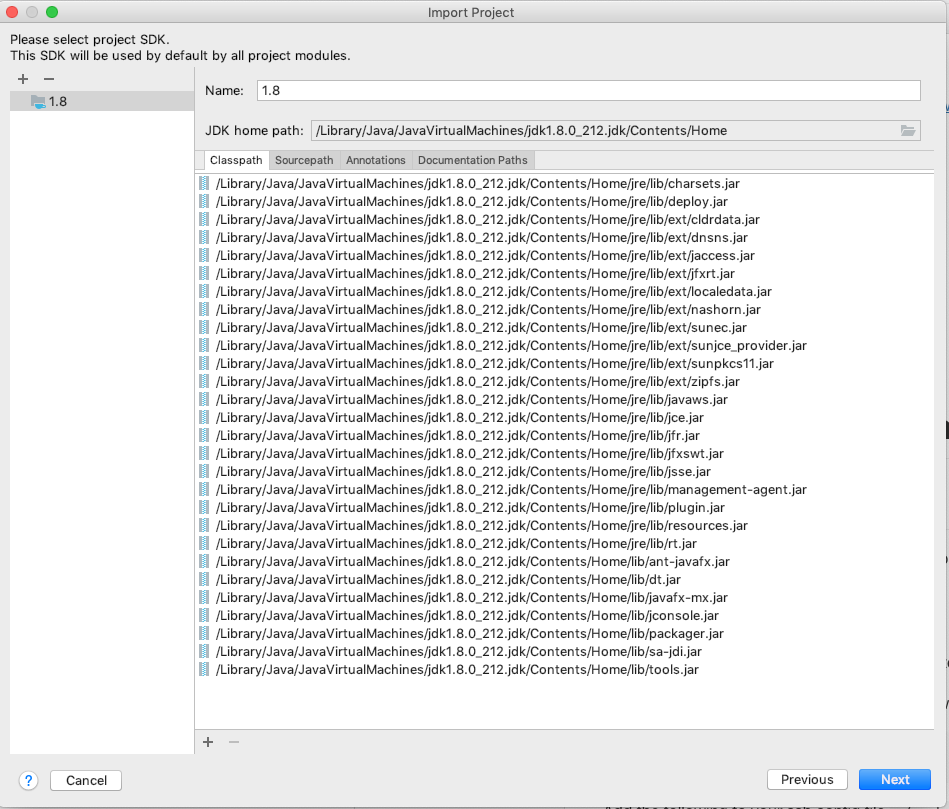 Import Project
Please select project SDK.
This SDK will be used by default by all project modules.
1.8
Name: 1.8
JDK home path: /Library/Java/JavaVirtualMachines/jdk1.8.0_212.jdk/Contents/Home
Classpath Sourcepath Annotations Documentation Paths
/Library/Java/JavaVirtualMachines/jdk1.8.0_212.jdk/Contents/Home/jre/lib/charsets.jar
/Library/Java/JavaVirtualMachines/jdk1.8.0_212.jdk/Contents/Home/jre/lib/deploy.jar
/Library/Java/JavaVirtualMachines/jdk1.8.0_212.jdk/Contents/Home/jre/lib/ext/cldrdata.jar
/Library/Java/JavaVirtualMachines/jdk1.8.0_212.jdk/Contents/Home/jre/lib/ext/dnsns.jar
/Library/Java/JavaVirtualMachines/jdk1.8.0_212.jdk/Contents/Home/jre/lib/ext/jaccess.jar
/Library/Java/JavaVirtualMachines/jdk1.8.0_212.jdk/Contents/Home/jre/lib/ext/jfxrt.jar
/Library/Java/JavaVirtualMachines/jdk1.8.0_212.jdk/Contents/Home/jre/lib/ext/localedata.jar
/Library/Java/JavaVirtualMachines/jdk1.8.0_212.jdk/Contents/Home/jre/lib/ext/nashorn.jar
/Library/Java/JavaVirtualMachines/jdk1.8.0_212.jdk/Contents/Home/jre/lib/ext/sunec.jar
/Library/Java/JavaVirtualMachines/jdk1.8.0_212.jdk/Contents/Home/jre/lib/ext/sunjce_provider.jar
/Library/Java/JavaVirtualMachines/jdk1.8.0_212.jdk/Contents/Home/jre/lib/ext/sunpkcs11.jar
/Library/Java/JavaVirtualMachines/jdk1.8.0_212.jdk/Contents/Home/jre/lib/ext/zipfs.jar
/Library/Java/JavaVirtualMachines/jdk1.8.0_212.jdk/Contents/Home/jre/lib/javaws.jar
/Library/Java/JavaVirtualMachines/jdk1.8.0_212.jdk/Contents/Home/jre/lib/jce.jar
/Library/Java/JavaVirtualMachines/jdk1.8.0_212.jdk/Contents/Home/jre/lib/jfr.jar
/Library/Java/JavaVirtualMachines/jdk1.8.0_212.jdk/Contents/Home/jre/lib/jfxswt.jar
/Library/Java/JavaVirtualMachines/jdk1.8.0_212.jdk/Contents/Home/jre/lib/jsse.jar
/Library/Java/JavaVirtualMachines/jdk1.8.0_212.jdk/Contents/Home/jre/lib/management-agent.jar
/Library/Java/JavaVirtualMachines/jdk1.8.0_212.jdk/Contents/Home/jre/lib/plugin.jar
/Library/Java/JavaVirtualMachines/jdk1.8.0_212.jdk/Contents/Home/jre/lib/resources.jar
/Library/Java/JavaVirtualMachines/jdk1.8.0_212.jdk/Contents/Home/jre/lib/rt.jar
/Library/Java/JavaVirtualMachines/jdk1.8.0_212.jdk/Contents/Home/lib/ant-javafx.jar
/Library/Java/JavaVirtualMachines/jdk1.8.0_212.jdk/Contents/Home/lib/dt.jar
/Library/Java/JavaVirtualMachines/jdk1.8.0_212.jdk/Contents/Home/lib/javafx-mx.jar
/Library/Java/JavaVirtualMachines/jdk1.8.0_212.jdk/Contents/Home/lib/jconsole.jar
/Library/Java/JavaVirtualMachines/jdk1.8.0_212.jdk/Contents/Home/lib/packager.jar
/Library/Java/JavaVirtualMachines/jdk1.8.0_212.jdk/Contents/Home/lib/sa-jdi.jar
/Library/Java/JavaVirtualMachines/jdk1.8.0_212.jdk/Contents/Home/lib/tools.jar
? Cancel Previous Next